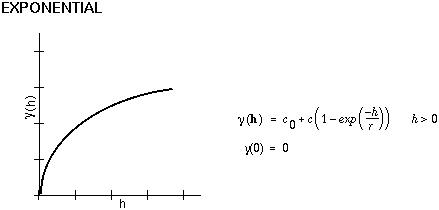 EXPONENTIAL
γ(h)
h
γ(h) = c₀ + c(1 − exp(−h/r)) h > 0
γ(0) = 0